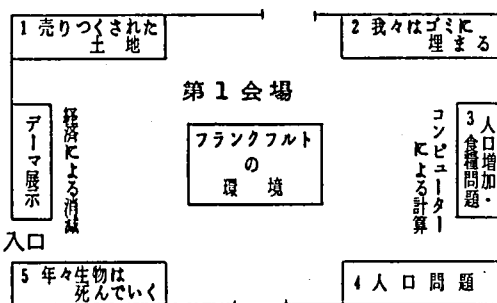 1 売りつくされた
土地
2 我々はゴミに
埋まる
第1会場
フランクフルト
の
環境
テーマ展示
経済による消滅
コンピューター
による計算
3 人口増加・
食糧問題
入口
5 年々生物は
死んでいく
4 人口問題